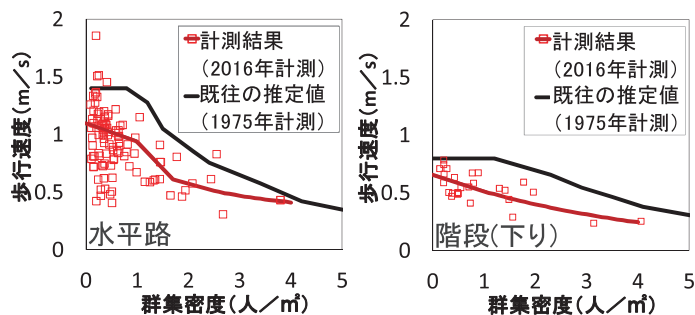 2
1.5
1
0.5
0
歩行速度(m/s)
計測結果
(2016年計測)
既往の推定値
(1975年計測)
水平路
0 1 2 3 4 5
群集密度(人/㎡)
2
1.5
1
0.5
0
歩行速度(m/s)
計測結果
(2016年計測)
既往の推定値
(1975年計測)
階段(下り)
0 1 2 3 4 5
群集密度(人/㎡)